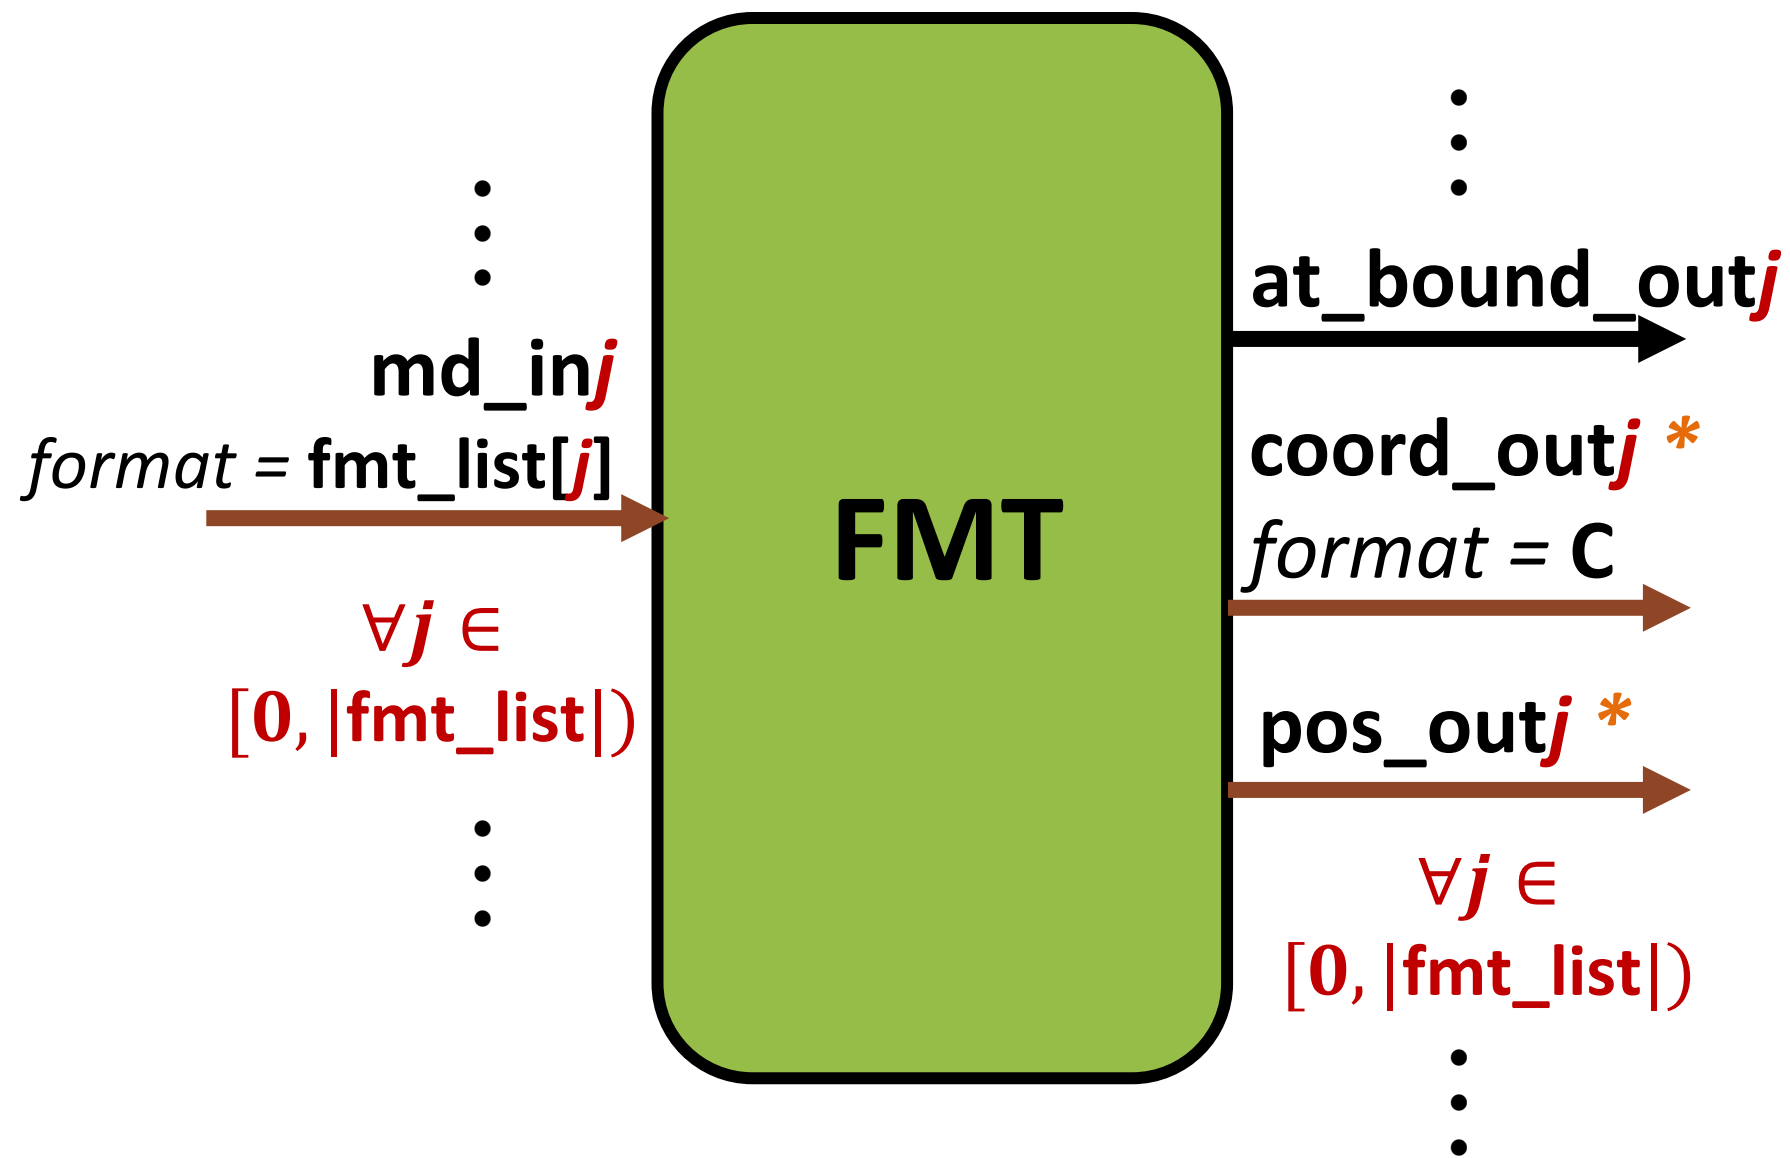 md_inj
format = fmt_list[j]
∀j ∈
[0, |fmt_list|)
FMT
at_bound_outj
coord_outj *
format = C
pos_outj *
∀j ∈
[0, |fmt_list|)